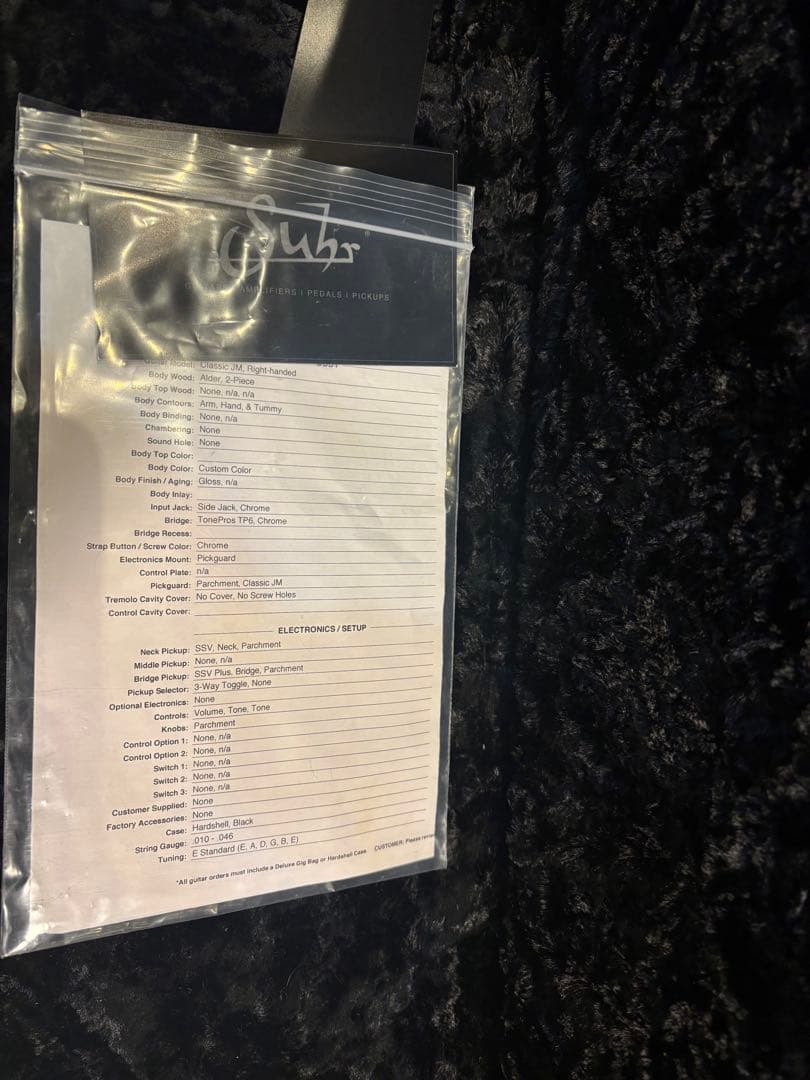 Suhr
AMPLIFIERS | PEDALS | PICKUPS
Guitar Model: Classic JM, Right-handed
Body Wood: Alder, 2-Piece
Body Top Wood: None, n/a, n/a
Body Contours: Arm, Hand, & Tummy
Body Binding: None, n/a
Chambering: None
Sound Hole: None
Body Top Color:
Body Color: Custom Color
Body Finish / Aging: Gloss, n/a
Body Inlay:
Input Jack: Side Jack, Chrome
Bridge: TonePros TP6, Chrome
Bridge Recess:
Strap Button / Screw Color: Chrome
Electronics Mount: Pickguard
Control Plate: n/a
Pickguard: Parchment, Classic JM
Tremolo Cavity Cover: No Cover, No Screw Holes
Control Cavity Cover:
ELECTRONICS / SETUP
Neck Pickup: SSV, Neck, Parchment
Middle Pickup: None, n/a
Bridge Pickup: SSV Plus, Bridge, Parchment
Pickup Selector: 3-Way Toggle, None
Optional Electronics: None
Controls: Volume, Tone, Tone
Knobs: Parchment
Control Option 1: None, n/a
Control Option 2: None, n/a
Switch 1: None, n/a
Switch 2: None, n/a
Switch 3: None, n/a
Customer Supplied: None
Factory Accessories: None
Case: Hardshell, Black
String Gauge: .010 - .046
Tuning: E Standard (E, A, D, G, B, E)
*All guitar orders must include a Deluxe Gig Bag or Hardshell Case. CUSTOMER: Please